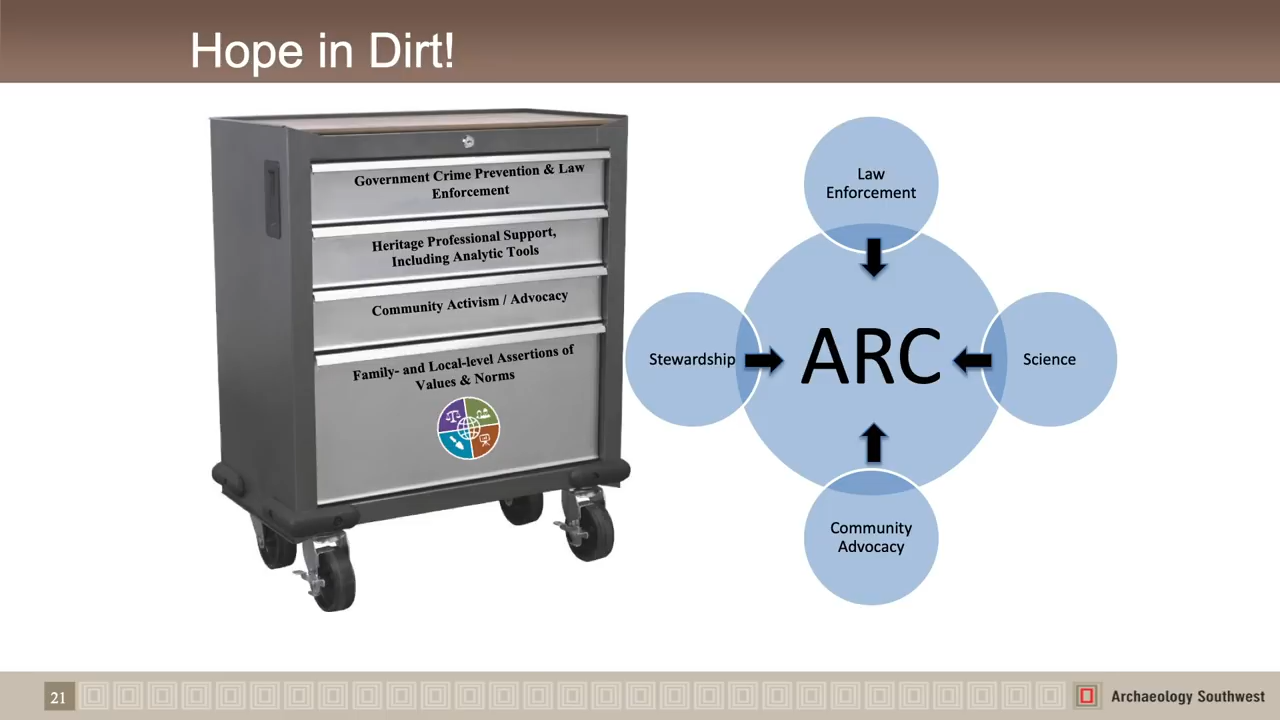 Hope in Dirt!
Government Crime Prevention & Law
Enforcement
Heritage Professional Support,
Including Analytic Tools
Community Activism / Advocacy
Family- and Local-level Assertions of
Values & Norms
Law
Enforcement
Stewardship
ARC
Science
Community
Advocacy
21
Archaeology Southwest